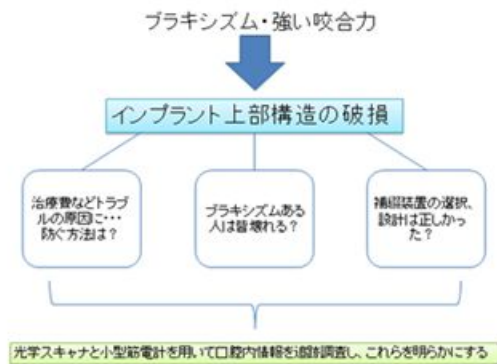 ブラキシズム・強い咬合力
インプラント上部構造の破損
治療費などトラブ
ルの原因に・・・
防ぐ方法は？
ブラキシズムある
人は皆壊れる？
補綴装置の選択、
設計は正しかっ
た？
光学スキャナと小型筋電計を用いて口腔内情報を追跡調査し、これらを明らかにする